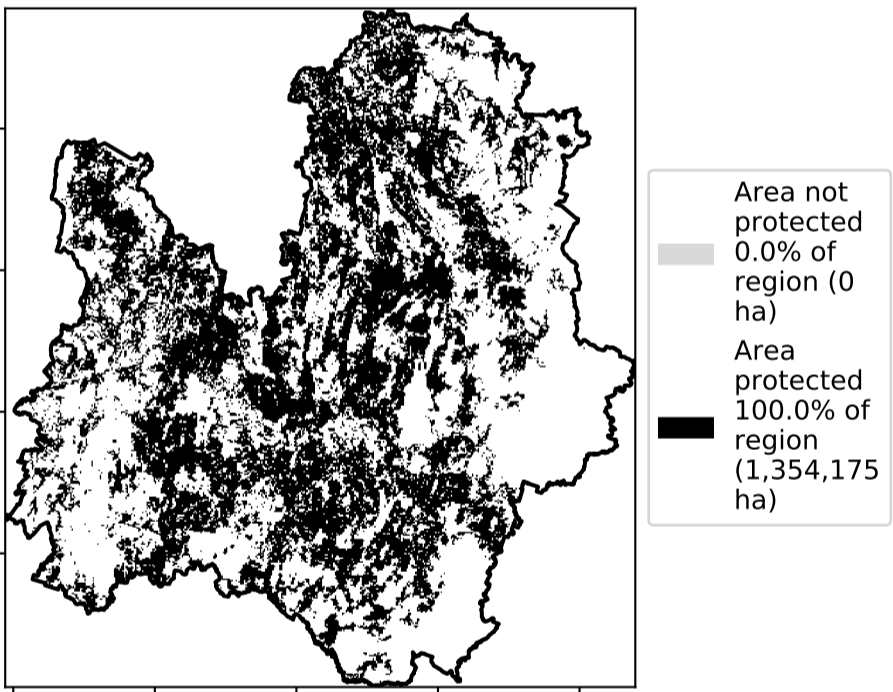 Area not
protected
0.0% of
region (0
ha)
Area
protected
100.0% of
region
(1,354,175
ha)